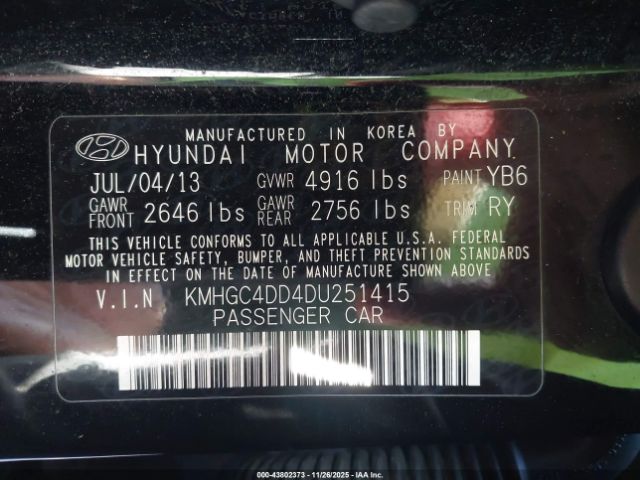 MANUFACTURED IN KOREA BY
HYUNDAI MOTOR COMPANY
JUL/04/13 GVWR 4916 lbs PAINT YB6
GAWR FRONT 2646 lbs GAWR REAR 2756 lbs TRIM RY
THIS VEHICLE CONFORMS TO ALL APPLICABLE U.S.A. FEDERAL
MOTOR VEHICLE SAFETY, BUMPER, AND THEFT PREVENTION STANDARDS
IN EFFECT ON THE DATE OF MANUFACTURE SHOWN ABOVE.
V.I.N KMHGC4DD4DU251415
PASSENGER CAR
000-43802373 - 11/26/2025 - IAA, Inc.